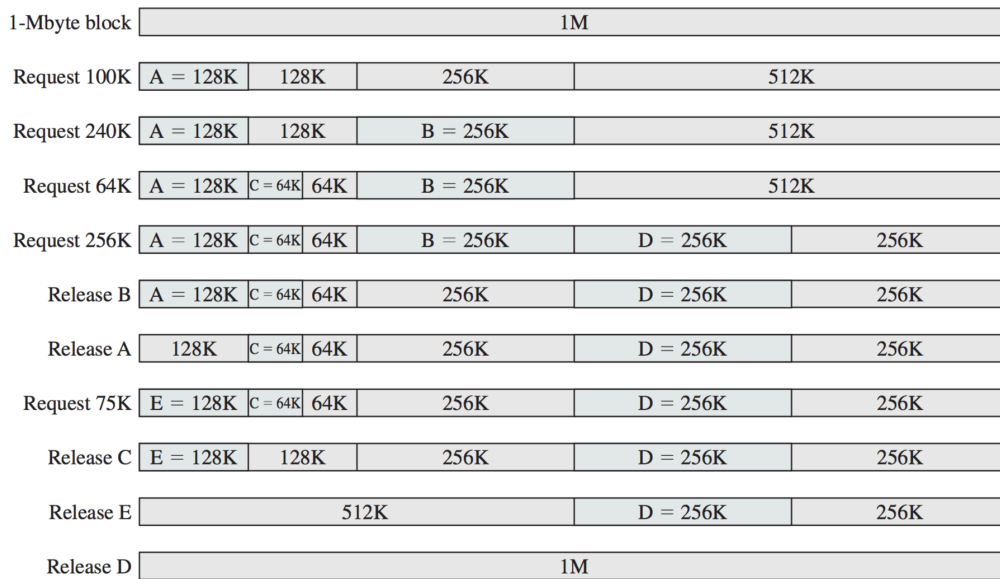 1-Mbyte block 1M
Request 100K A = 128K 128K 256K 512K
Request 240K A = 128K 128K B = 256K 512K
Request 64K A = 128K C = 64K 64K B = 256K 512K
Request 256K A = 128K C = 64K 64K B = 256K D = 256K 256K
Release B A = 128K C = 64K 64K 256K D = 256K 256K
Release A 128K C = 64K 64K 256K D = 256K 256K
Request 75K E = 128K C = 64K 64K 256K D = 256K 256K
Release C E = 128K 128K 256K D = 256K 256K
Release E 512K D = 256K 256K
Release D 1M